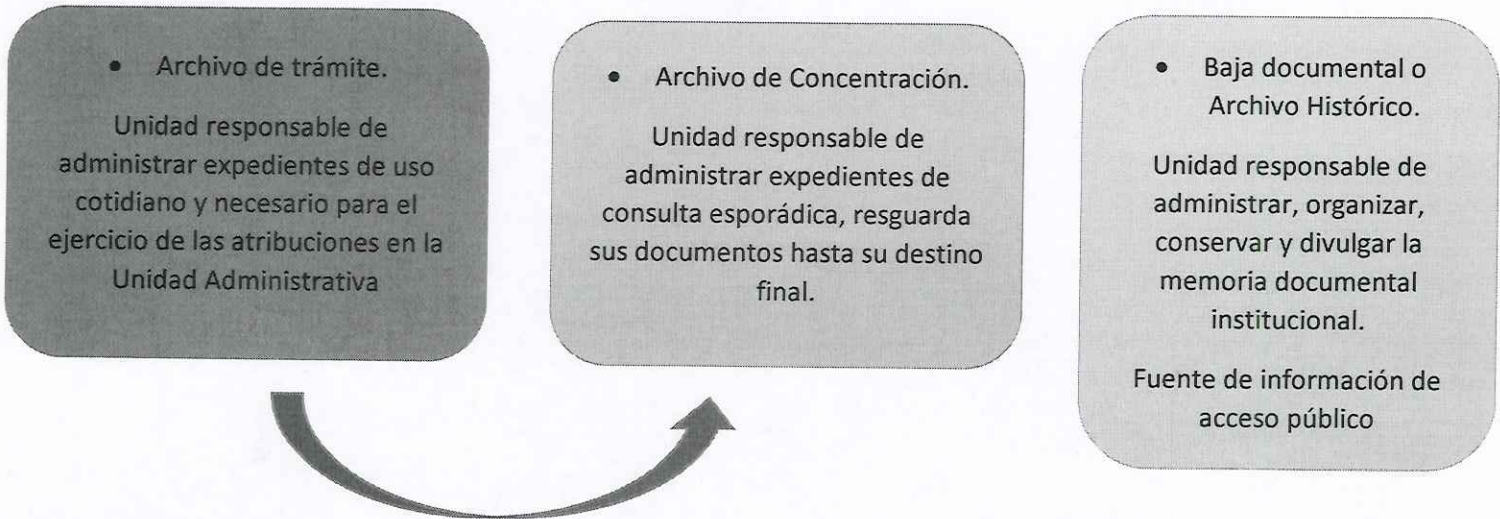 • Archivo de trámite.
Unidad responsable de
administrar expedientes de uso
cotidiano y necesario para el
ejercicio de las atribuciones en la
Unidad Administrativa
• Archivo de Concentración.
Unidad responsable de
administrar expedientes de
consulta esporádica, resguarda
sus documentos hasta su destino
final.
• Baja documental o
Archivo Histórico.
Unidad responsable de
administrar, organizar,
conservar y divulgar la
memoria documental
institucional.
Fuente de información de
acceso público